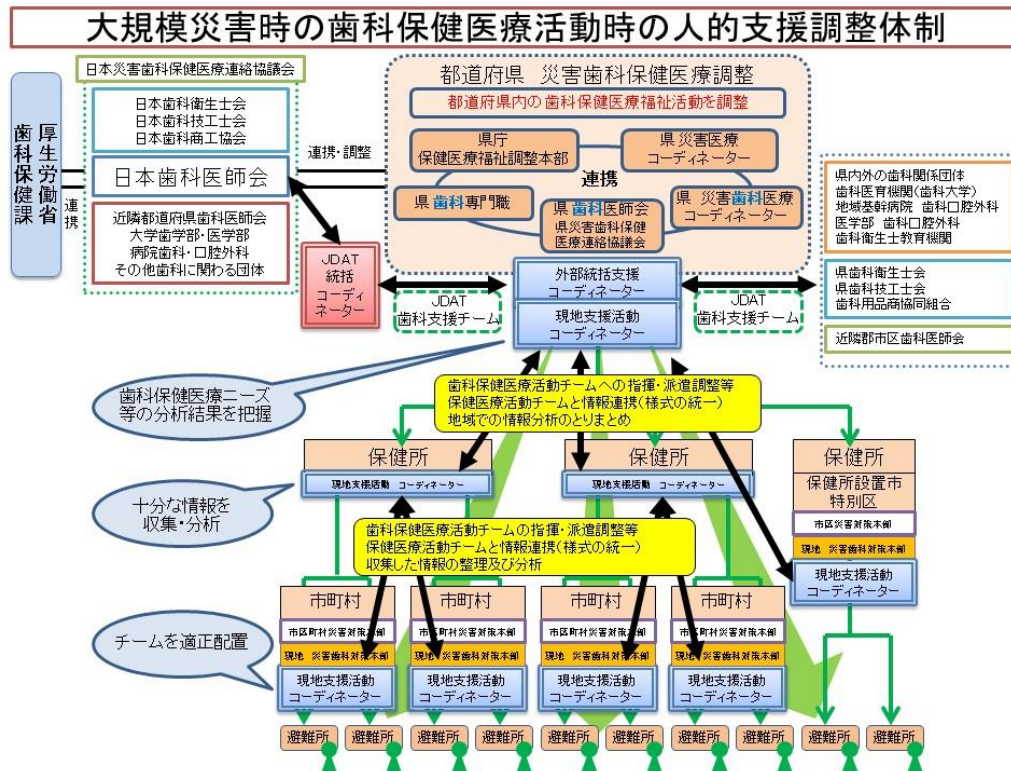 大規模災害時の歯科保健医療活動時の人的支援調整体制
厚生労働省
歯科保健課
連携
日本災害歯科保健医療連絡協議会
日本歯科衛生士会
日本歯科技工士会
日本歯科商工協会
日本歯科医師会
近隣都道府県歯科医師会
大学歯学部・医学部
病院歯科・口腔外科
その他歯科に関わる団体
連携・調整
都道府県 災害歯科保健医療調整
都道府県内の歯科保健医療福祉活動を調整
県庁
保健医療福祉調整本部
県災害医療
コーディネーター
連携
県歯科専門職
県歯科医師会
県災害歯科保健
医療連絡協議会
県 災害歯科医療
コーディネーター
県内外の歯科関係団体
歯科医育機関(歯科大学)
地域基幹病院 歯科口腔外科
医学部 歯科口腔外科
歯科衛生士教育機関
県歯科衛生士会
県歯科技工士会
歯科用品商協同組合
近隣郡市区歯科医師会
JDAT
統括
コーディ
ネーター
JDAT
歯科支援チーム
外部統括支援
コーディネーター
現地支援活動
コーディネーター
JDAT
歯科支援チーム
歯科保健医療ニーズ
等の分析結果を把握
歯科保健医療活動チームへの指揮・派遣調整等
保健医療活動チームと情報連携(様式の統一)
地域での情報分析のとりまとめ
保健所
現地支援活動 コーディネーター
保健所
現地支援活動 コーディネーター
保健所
保健所設置市
特別区
市区災害対策本部
現地 災害歯科対策本部
現地支援活動
コーディネーター
十分な情報を
収集・分析
歯科保健医療活動チームの指揮・派遣調整等
保健医療活動チームと情報連携(様式の統一)
収集した情報の整理及び分析
チームを適正配置
市町村
市区町村災害対策本部
現地 災害歯科対策本部
現地支援活動
コーディネーター
市町村
市区町村災害対策本部
現地 災害歯科対策本部
現地支援活動
コーディネーター
市町村
市区町村災害対策本部
現地 災害歯科対策本部
現地支援活動
コーディネーター
市町村
市区町村災害対策本部
現地 災害歯科対策本部
現地支援活動
コーディネーター
避難所
避難所
避難所
避難所
避難所
避難所
避難所
避難所
避難所
避難所